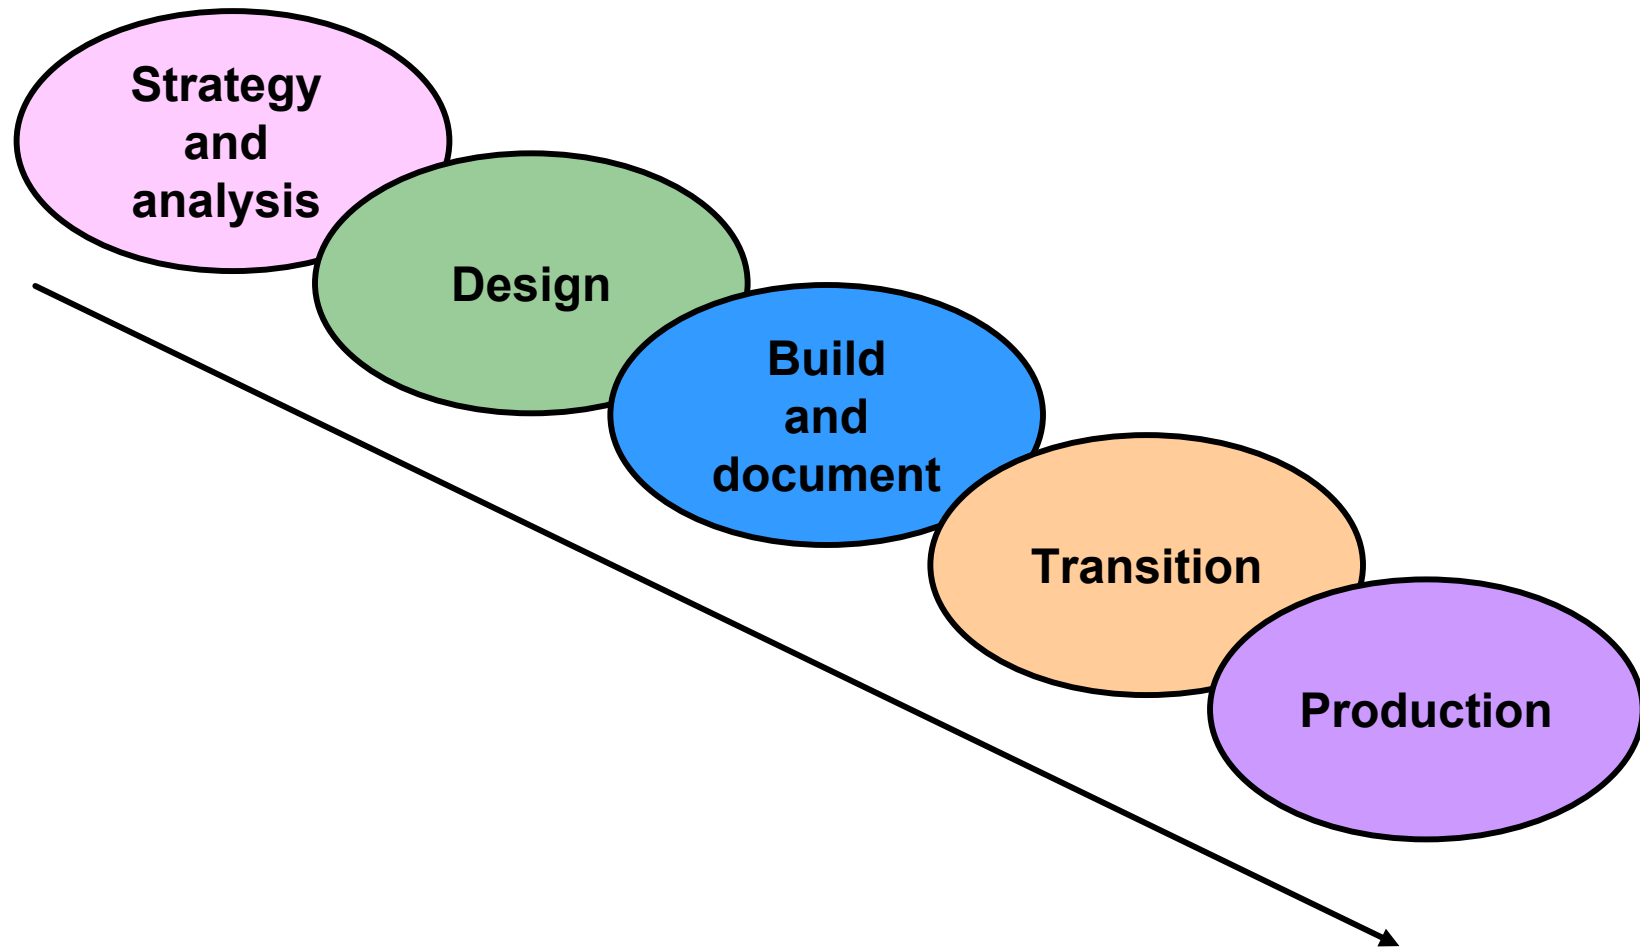 Strategy
and
analysis
Design
Build
and
document
Transition
Production